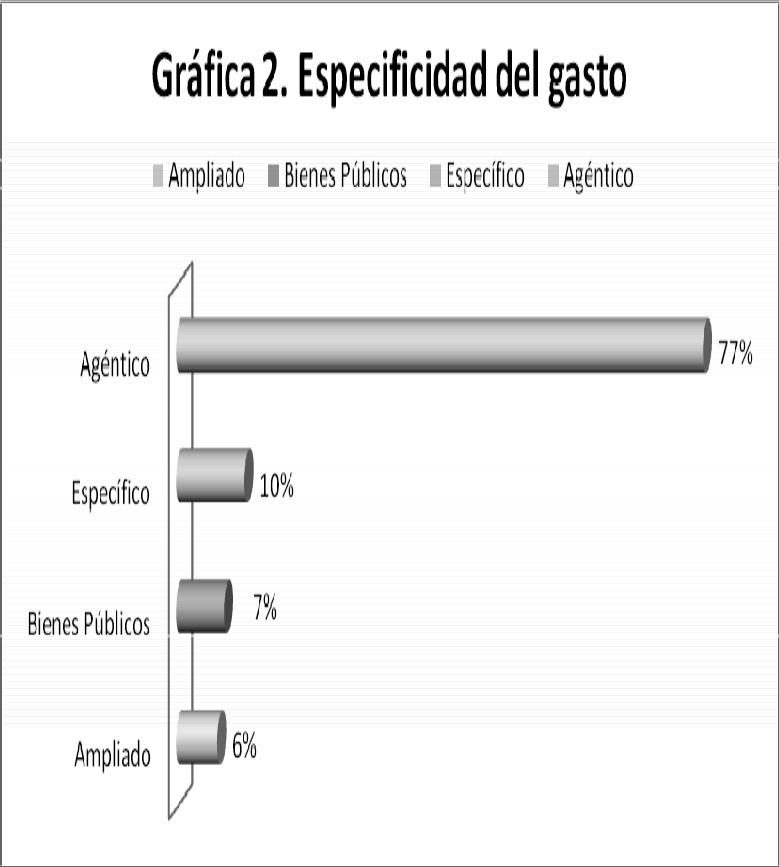 Gráfica 2. Especificidad del gasto
Ampliado Bienes Públicos Específico Agéntico
Agéntico 77%
Específico 10%
Bienes Públicos 7%
Ampliado 6%